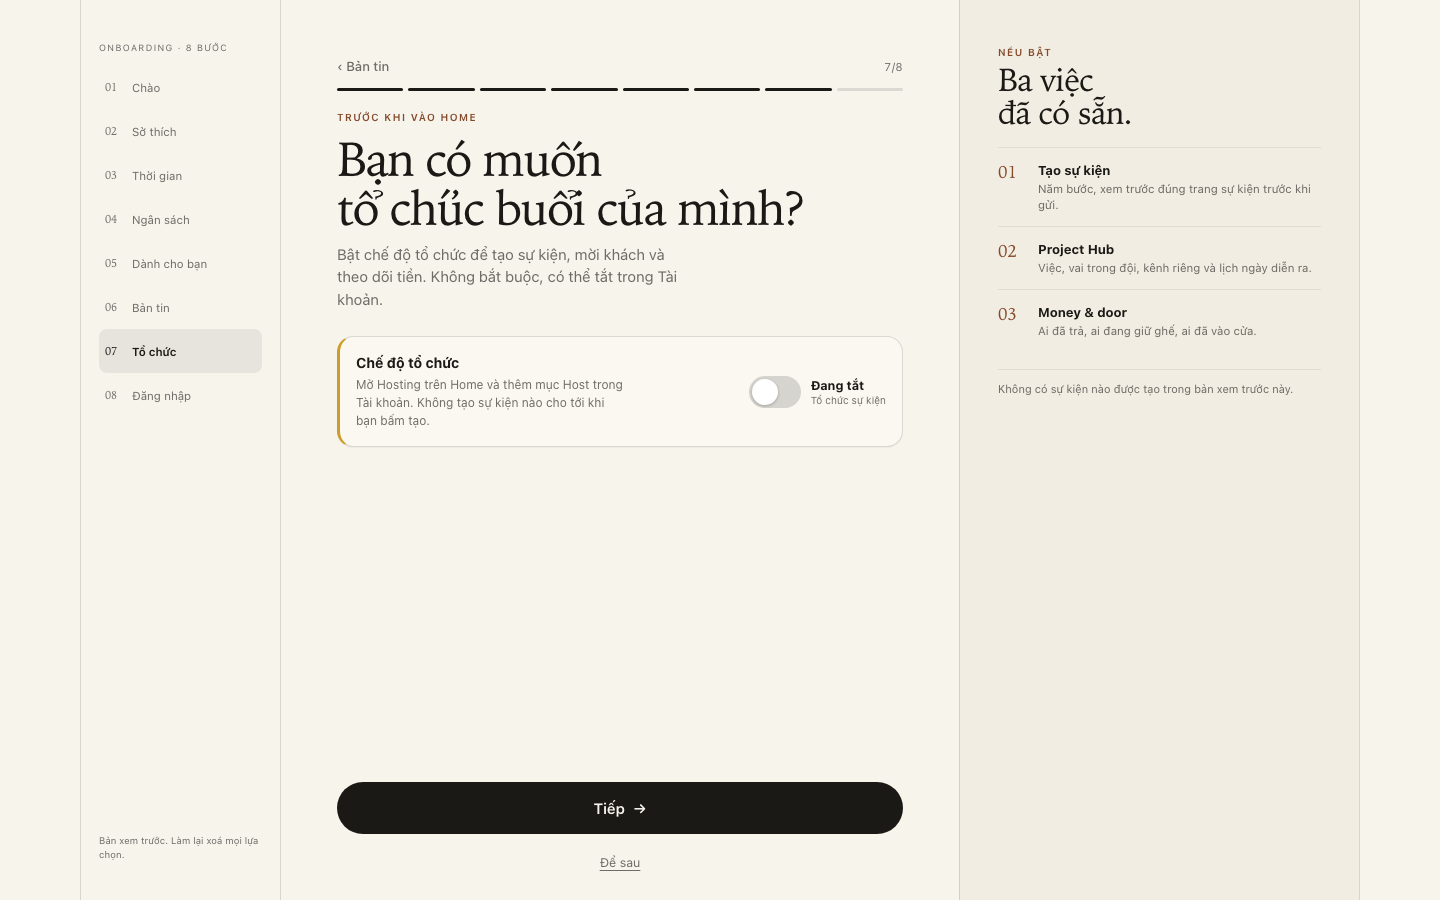 ONBOARDING · 8 BƯỚC
01 Chào
02 Sở thích
03 Thời gian
04 Ngân sách
05 Dành cho bạn
06 Bản tin
07 Tổ chức
08 Đăng nhập
Bản xem trước. Làm lại xoá mọi lựa
chọn.
‹ Bản tin
7/8
TRƯỚC KHI VÀO HOME
Bạn có muốn
tổ chức buổi của mình?
Bật chế độ tổ chức để tạo sự kiện, mời khách và
theo dõi tiền. Không bắt buộc, có thể tắt trong Tài
khoản.
Chế độ tổ chức
Mở Hosting trên Home và thêm mục Host trong
Tài khoản. Không tạo sự kiện nào cho tới khi
bạn bấm tạo.
Đang tắt
Tổ chức sự kiện
Tiếp →
Để sau
NẾU BẬT
Ba việc
đã có sẵn.
01 Tạo sự kiện
Năm bước, xem trước đúng trang sự kiện trước khi
gửi.
02 Project Hub
Việc, vai trong đội, kênh riêng và lịch ngày diễn ra.
03 Money & door
Ai đã trả, ai đang giữ ghế, ai đã vào cửa.
Không có sự kiện nào được tạo trong bản xem trước này.